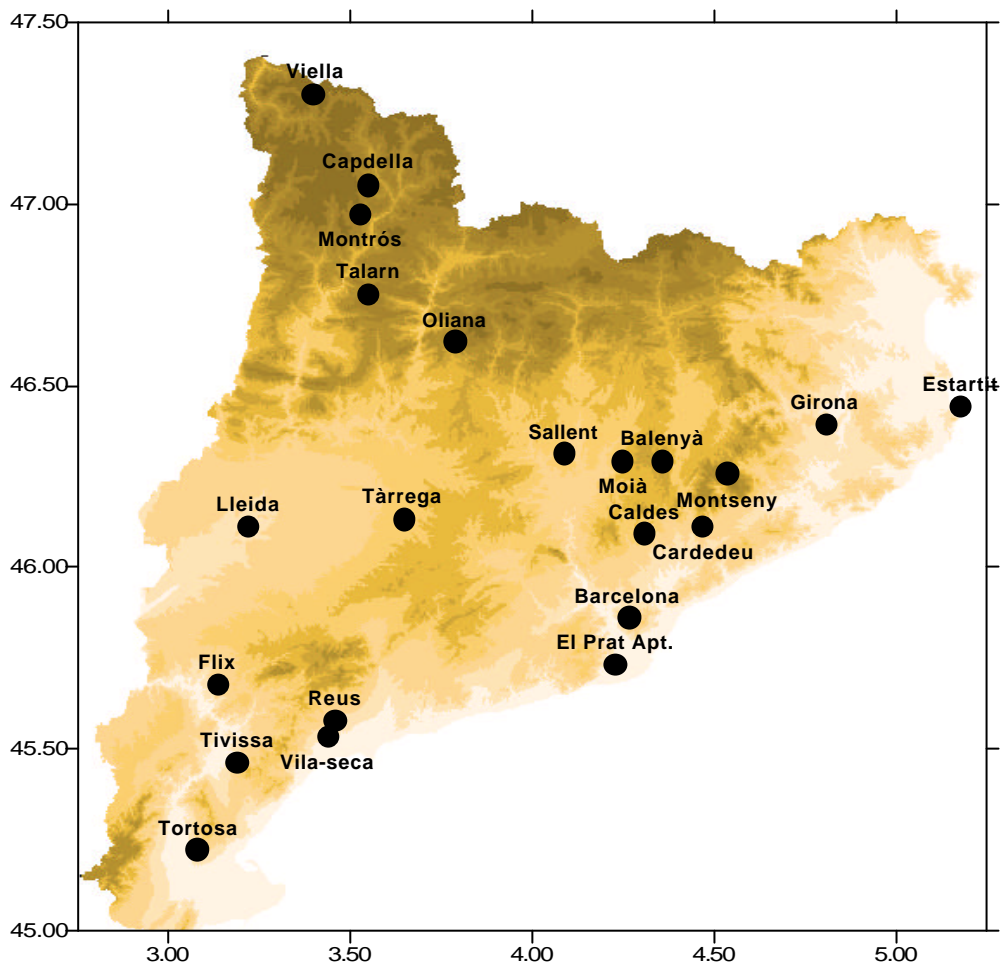 47.50
Viella
Capdella
47.00
Montrós
Talarn
Oliana
46.50
Estartit
Girona
Sallent
Balenyà
Moià
Montseny
Lleida
Tàrrega
Caldes
Cardedeu
46.00
Barcelona
El Prat Apt.
Flix
Reus
45.50
Tivissa
Vila-seca
Tortosa
45.00
3.00 3.50 4.00 4.50 5.00